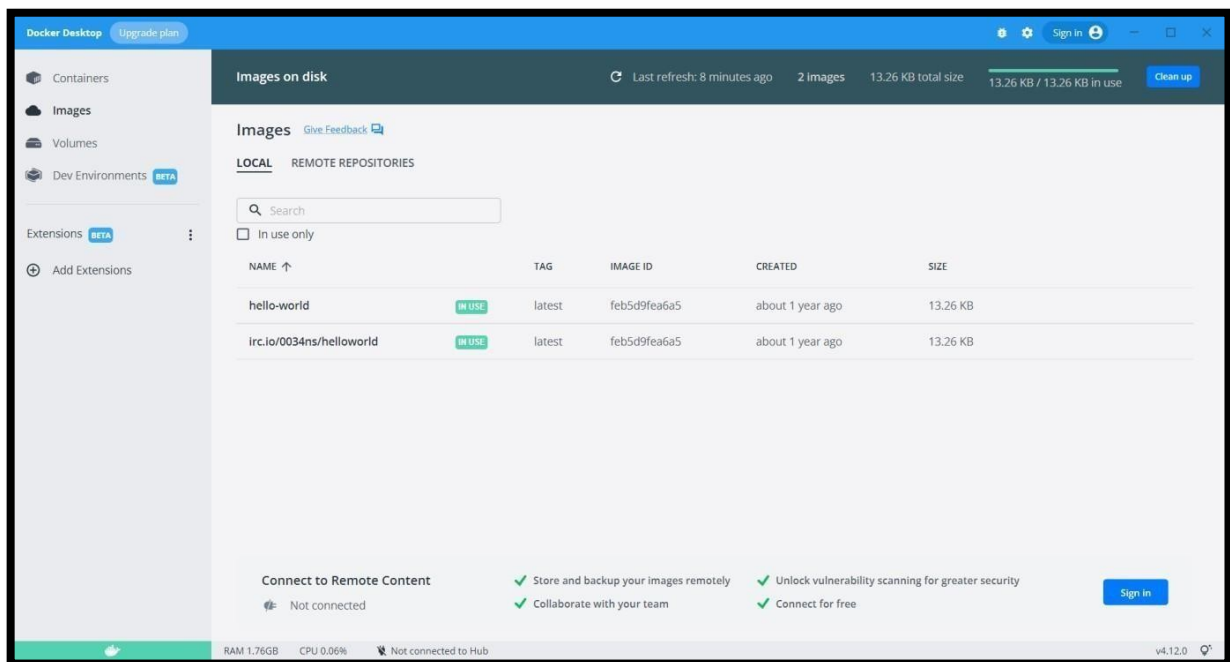 Docker Desktop Upgrade plan Sign in
Containers
Images
Volumes
Dev Environments BETA
Extensions BETA
Add Extensions
Images on disk Last refresh: 8 minutes ago 2 images 13.26 KB total size 13.26 KB / 13.26 KB in use Clean up
Images Give Feedback
LOCAL REMOTE REPOSITORIES
Search
In use only
NAME TAG IMAGE ID CREATED SIZE
hello-world IN USE latest feb5d9fea6a5 about 1 year ago 13.26 KB
irc.io/0034ns/helloworld IN USE latest feb5d9fea6a5 about 1 year ago 13.26 KB
Connect to Remote Content
Not connected
Store and backup your images remotely
Collaborate with your team
Unlock vulnerability scanning for greater security
Connect for free
Sign in
RAM 1.76GB CPU 0.06% Not connected to Hub v4.12.0